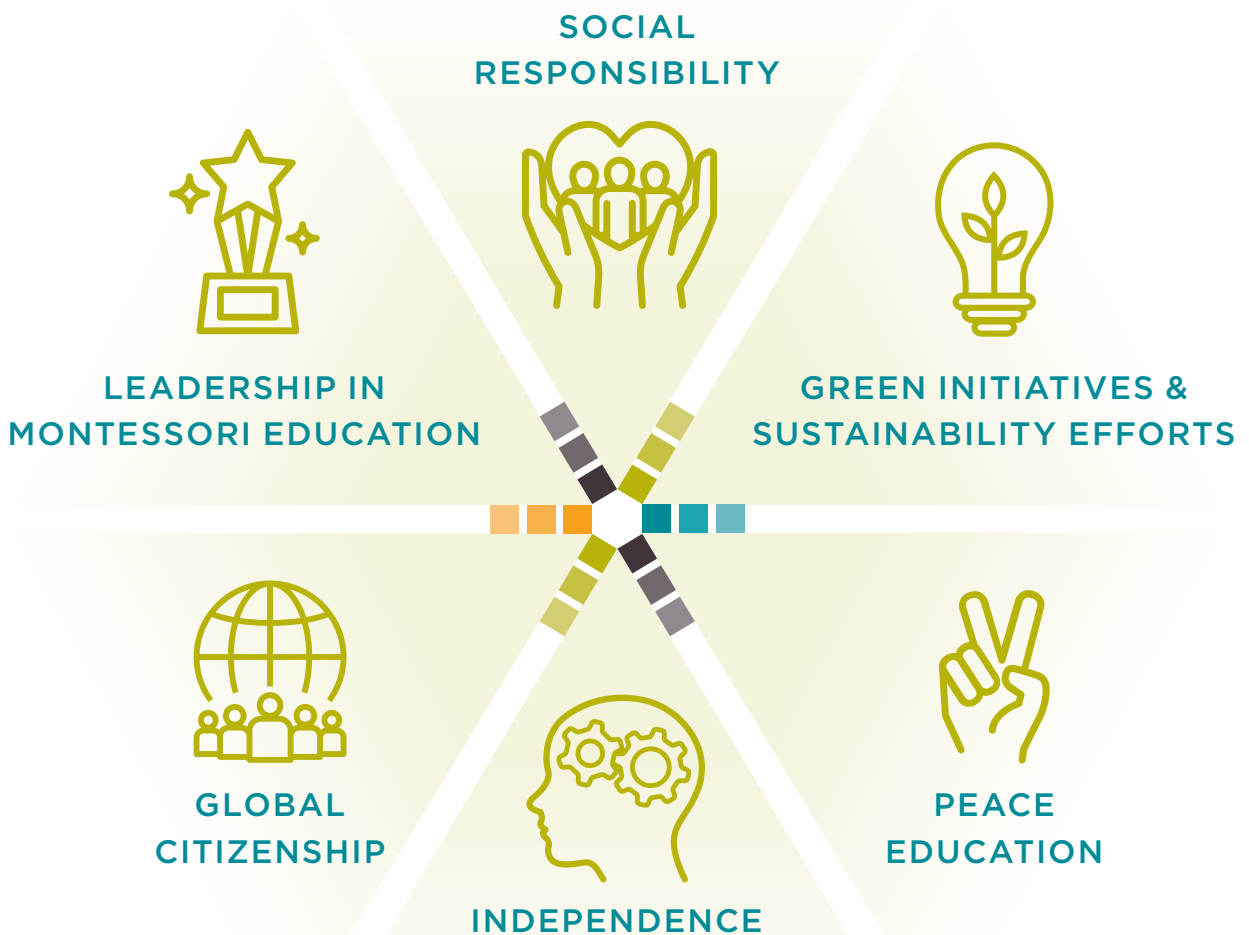 SOCIAL
RESPONSIBILITY
LEADERSHIP IN
MONTESSORI EDUCATION
GREEN INITIATIVES &
SUSTAINABILITY EFFORTS
GLOBAL
CITIZENSHIP
PEACE
EDUCATION
INDEPENDENCE